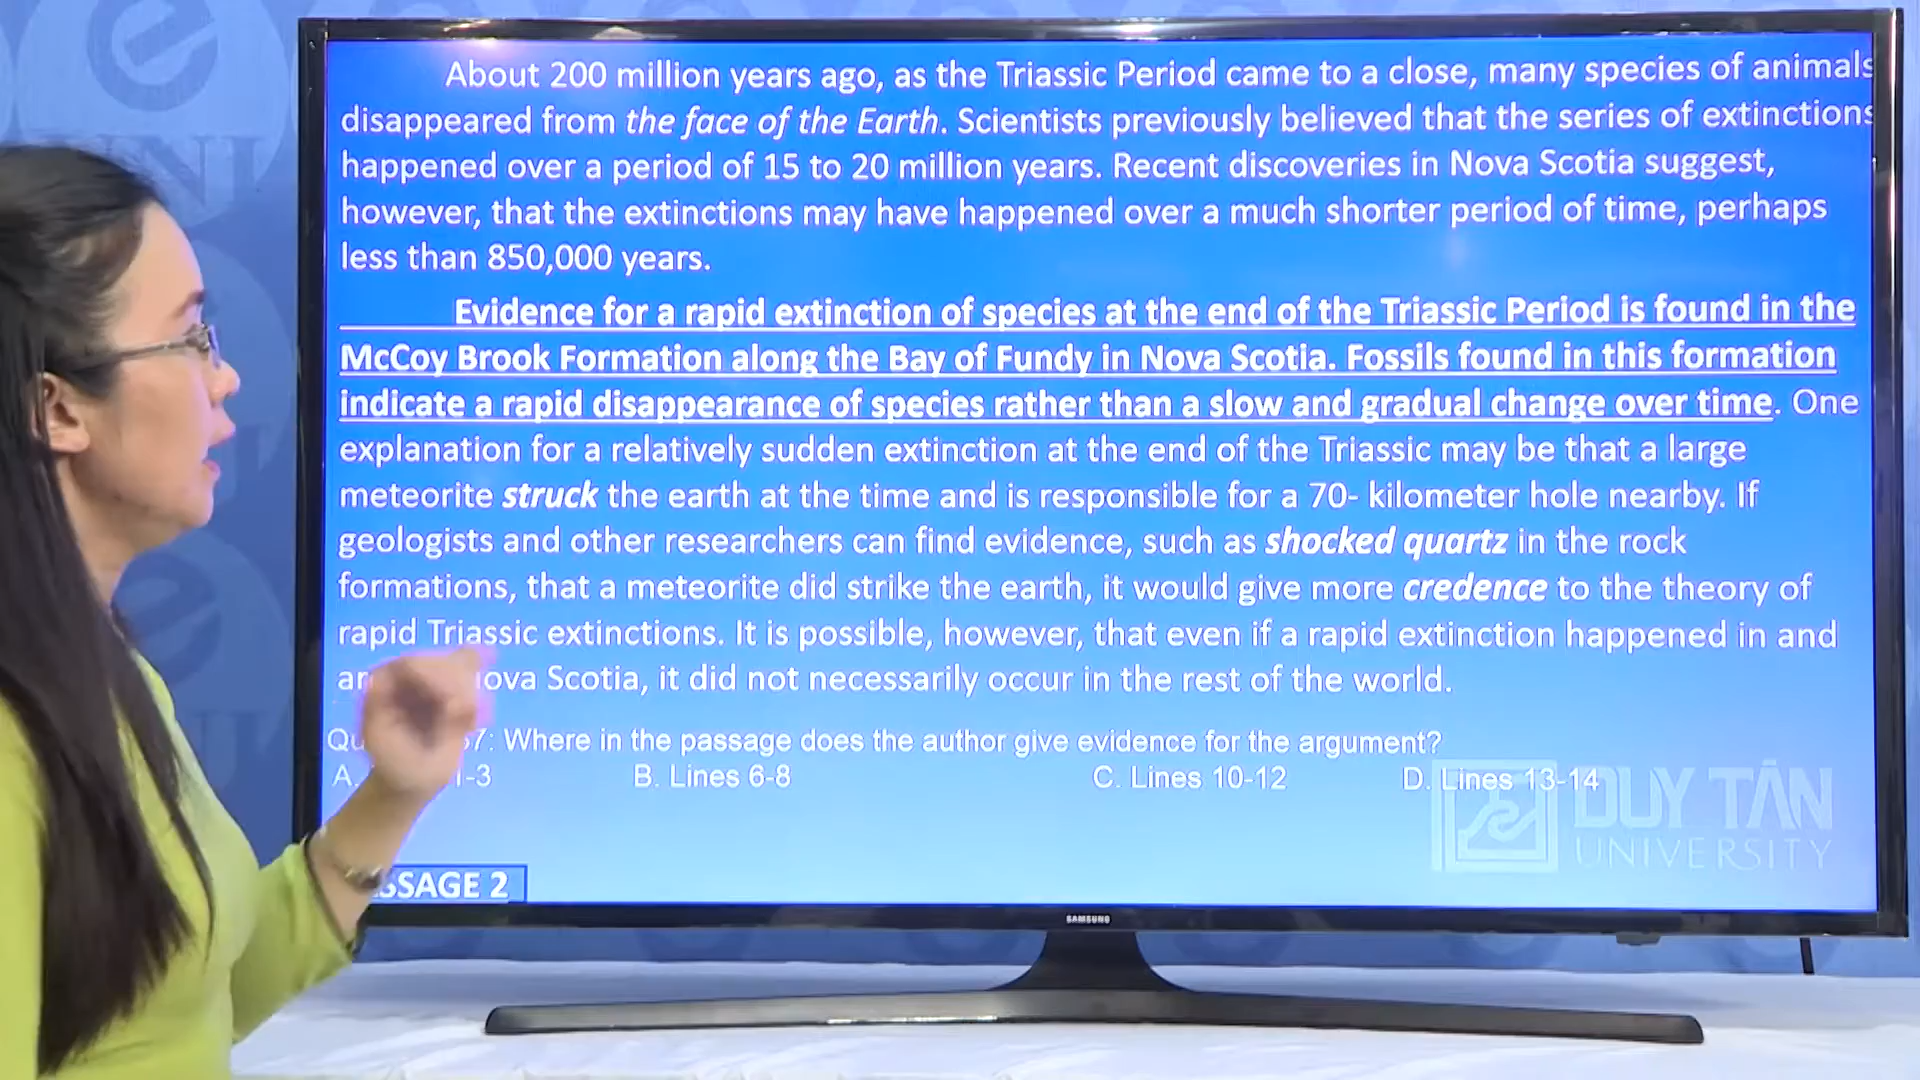 About 200 million years ago, as the Triassic Period came to a close, many species of animals
disappeared from the face of the Earth. Scientists previously believed that the series of extinctions
happened over a period of 15 to 20 million years. Recent discoveries in Nova Scotia suggest,
however, that the extinctions may have happened over a much shorter period of time, perhaps
less than 850,000 years.
Evidence for a rapid extinction of species at the end of the Triassic Period is found in the
McCoy Brook Formation along the Bay of Fundy in Nova Scotia. Fossils found in this formation
indicate a rapid disappearance of species rather than a slow and gradual change over time. One
explanation for a relatively sudden extinction at the end of the Triassic may be that a large
meteorite struck the earth at the time and is responsible for a 70- kilometer hole nearby. If
geologists and other researchers can find evidence, such as shocked quartz in the rock
formations, that a meteorite did strike the earth, it would give more credence to the theory of
rapid Triassic extinctions. It is possible, however, that even if a rapid extinction happened in and
Scotia, it did not necessarily occur in the rest of the world.
7: Where in the passage does the author give evidence for the argument?
A. 1-3 B. Lines 6-8 C. Lines 10-12 D. Lines 13-14
DUY TÂN
UNIVERSITY
SSAGE 2
SAMSUNG